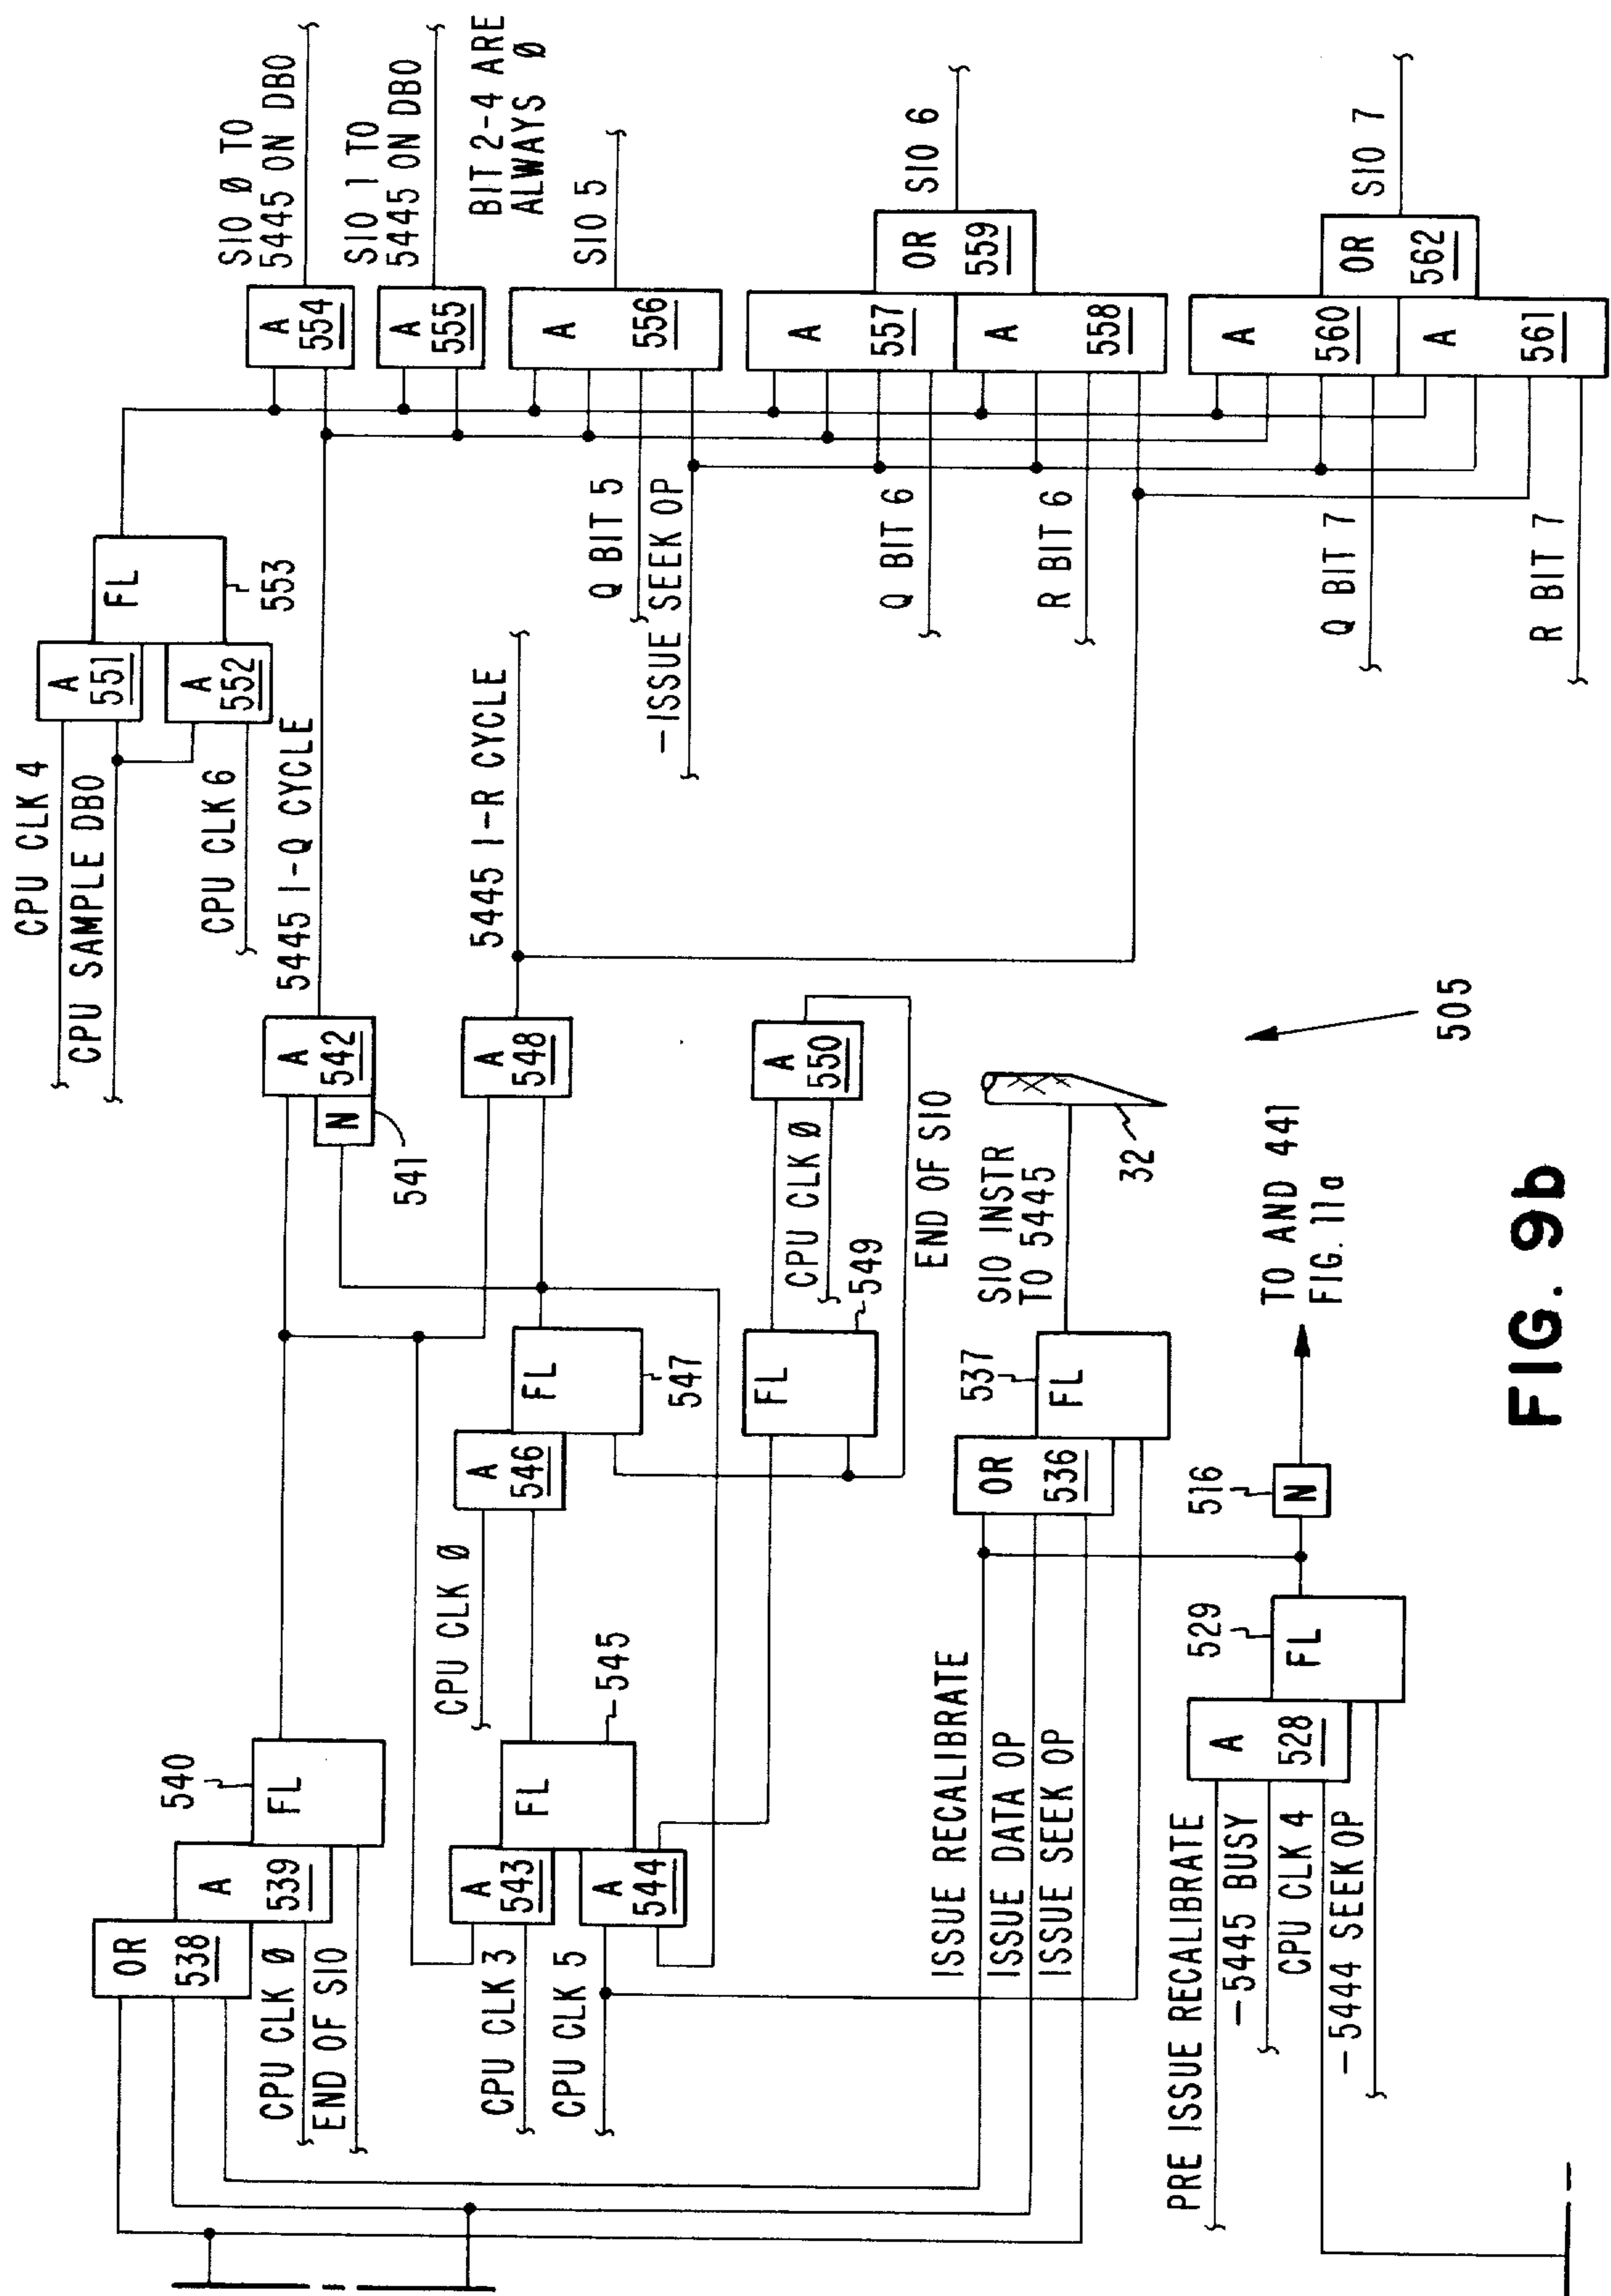 CPU CLK 4
CPU SAMPLE DBO
CPU CLK 6
A
551
A
552
FL
553
SIO Ø TO
5445 ON DBO
SIO 1 TO
5445 ON DBO
BIT 2-4 ARE
ALWAYS Ø
A
554
A
555
A
556
SIO 5
A
557
A
558
OR
559
SIO 6
A
560
A
561
OR
562
SIO 7
Q BIT 5
-ISSUE SEEK OP
Q BIT 6
R BIT 6
Q BIT 7
R BIT 7
OR
538
A
539
FL
540
CPU CLK Ø
END OF SIO
N
541
A
542
5445 I-Q CYCLE
CPU CLK 3
CPU CLK 5
A
543
A
544
FL
545
CPU CLK Ø
A
546
FL
547
A
548
5445 I-R CYCLE
FL
549
CPU CLK Ø
A
550
END OF SIO
ISSUE RECALIBRATE
ISSUE DATA OP
ISSUE SEEK OP
OR
536
FL
537
SIO INSTR
TO 5445
32
PRE ISSUE RECALIBRATE
-5445 BUSY
CPU CLK 4
-5444 SEEK OP
A
528
FL
529
N
516
TO AND 441
FIG. 11a
505
FIG. 9b